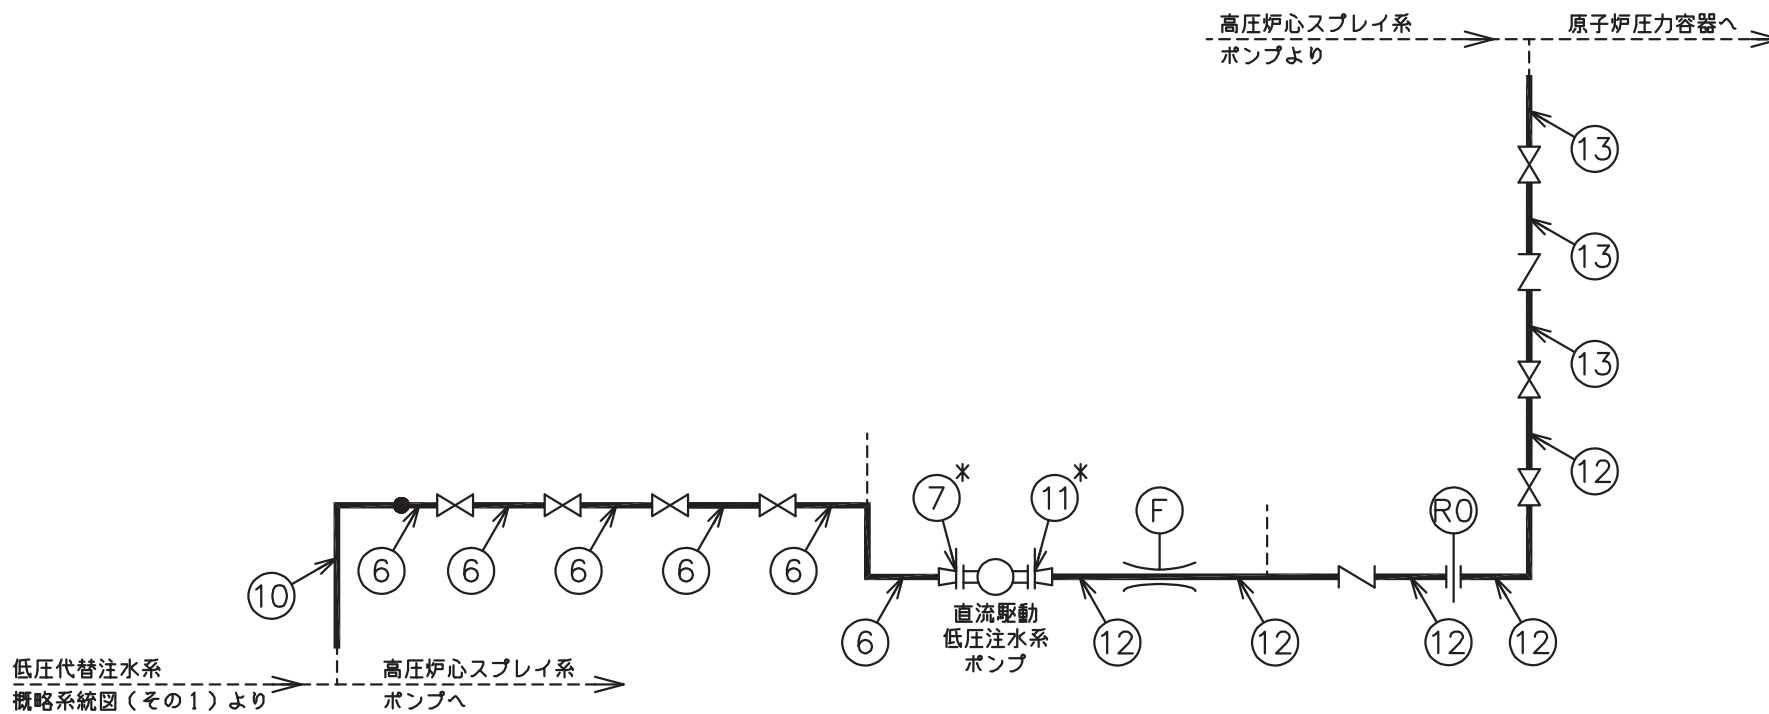 高圧炉心スプレイ系
ポンプより
原子炉圧力容器へ
13
13
13
12
7*
11*
F
RO
10
6
6
6
6
6
6
直流駆動
低圧注水系
ポンプ
12
12
12
12
低圧代替注水系
概略系統図(その1)より
高圧炉心スプレイ系
ポンプへ